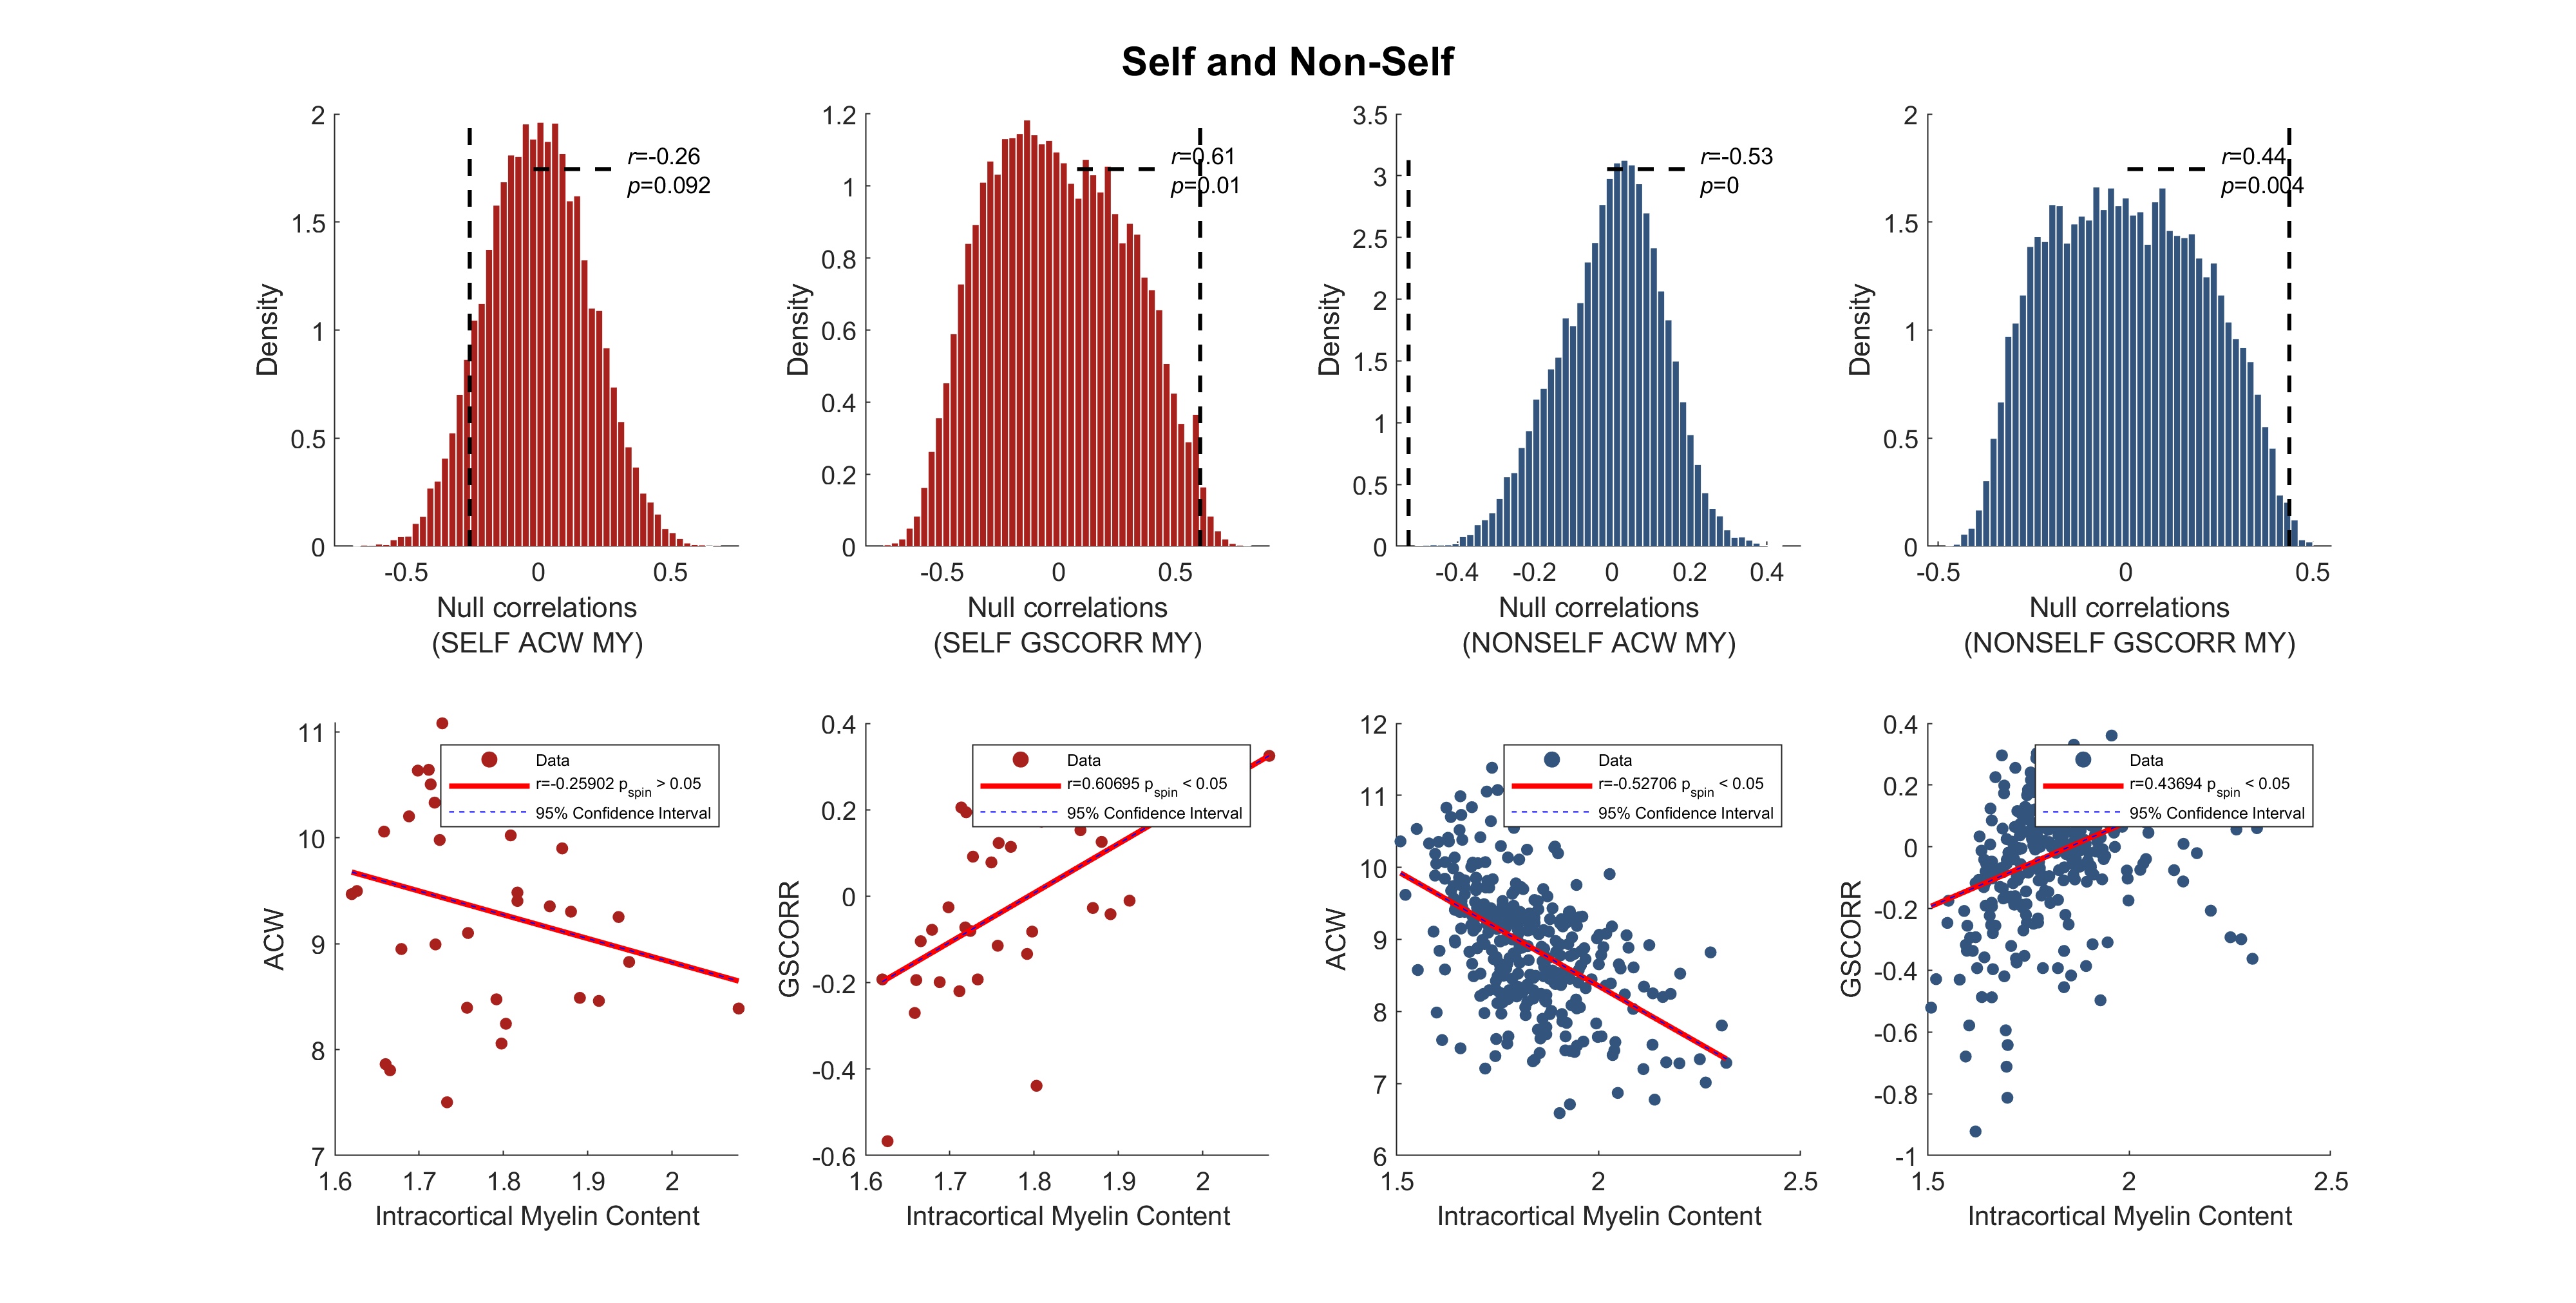 Self and Non-Self
2
1.5
1
0.5
0
Density
r=-0.26
p=0.092
-0.5 0 0.5
Null correlations
(SELF ACW MY)
1.2
1
0.8
0.6
0.4
0.2
0
Density
r=0.61
p=0.01
-0.5 0 0.5
Null correlations
(SELF GSCORR MY)
3.5
3
2.5
2
1.5
1
0.5
0
Density
r=-0.53
p=0
-0.4 -0.2 0 0.2 0.4
Null correlations
(NONSELF ACW MY)
2
1.5
1
0.5
0
Density
r=0.44
p=0.004
-0.5 0 0.5
Null correlations
(NONSELF GSCORR MY)
11
10
9
8
7
ACW
Data
r=-0.25902 pspin > 0.05
95% Confidence Interval
1.6 1.7 1.8 1.9 2
Intracortical Myelin Content
0.4
0.2
0
-0.2
-0.4
-0.6
GSCORR
Data
r=0.60695 pspin < 0.05
95% Confidence Interval
1.6 1.7 1.8 1.9 2
Intracortical Myelin Content
12
11
10
9
8
7
6
ACW
Data
r=-0.52706 pspin < 0.05
95% Confidence Interval
1.5 2 2.5
Intracortical Myelin Content
0.4
0.2
0
-0.2
-0.4
-0.6
-0.8
-1
GSCORR
Data
r=0.43694 pspin < 0.05
95% Confidence Interval
1.5 2 2.5
Intracortical Myelin Content